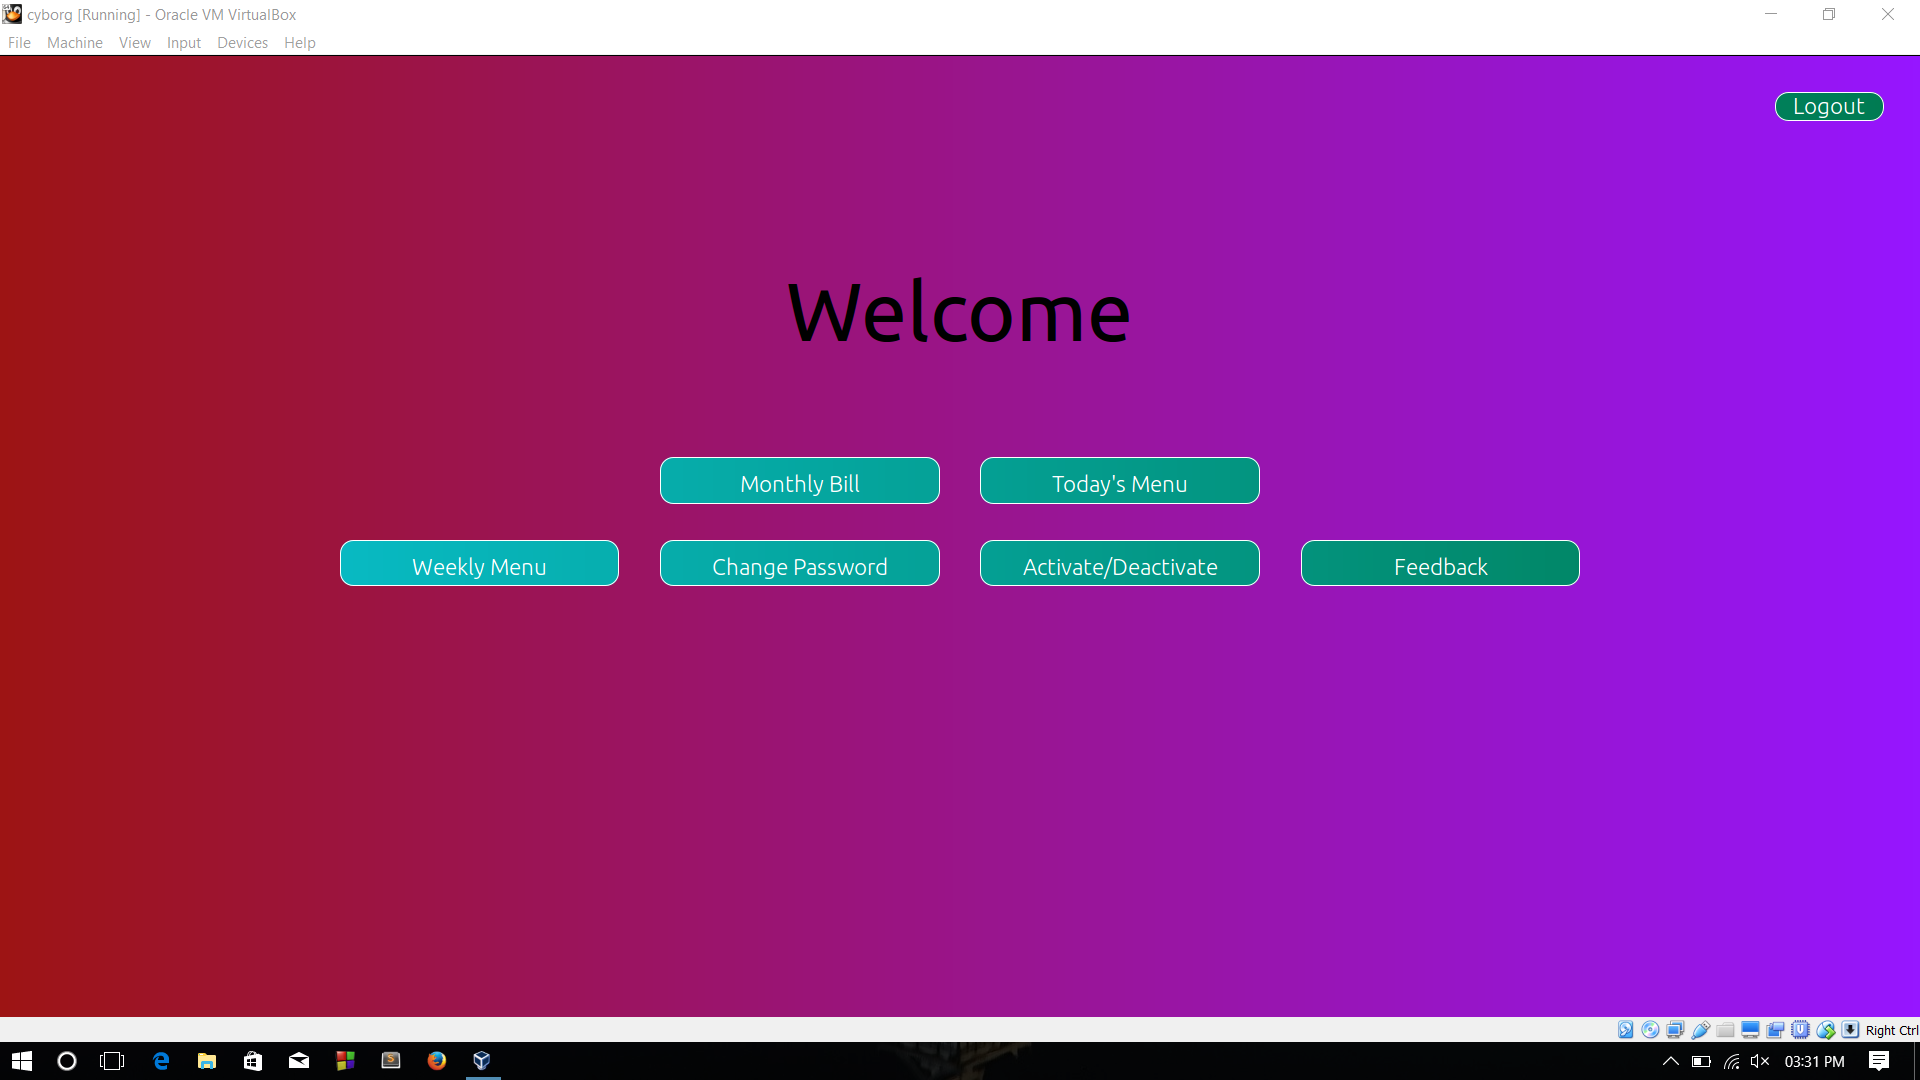 cyborg [Running] - Oracle VM VirtualBox
File Machine View Input Devices Help
Logout
Welcome
Monthly Bill Today's Menu
Weekly Menu Change Password Activate/Deactivate Feedback
Right Ctrl
03:31 PM